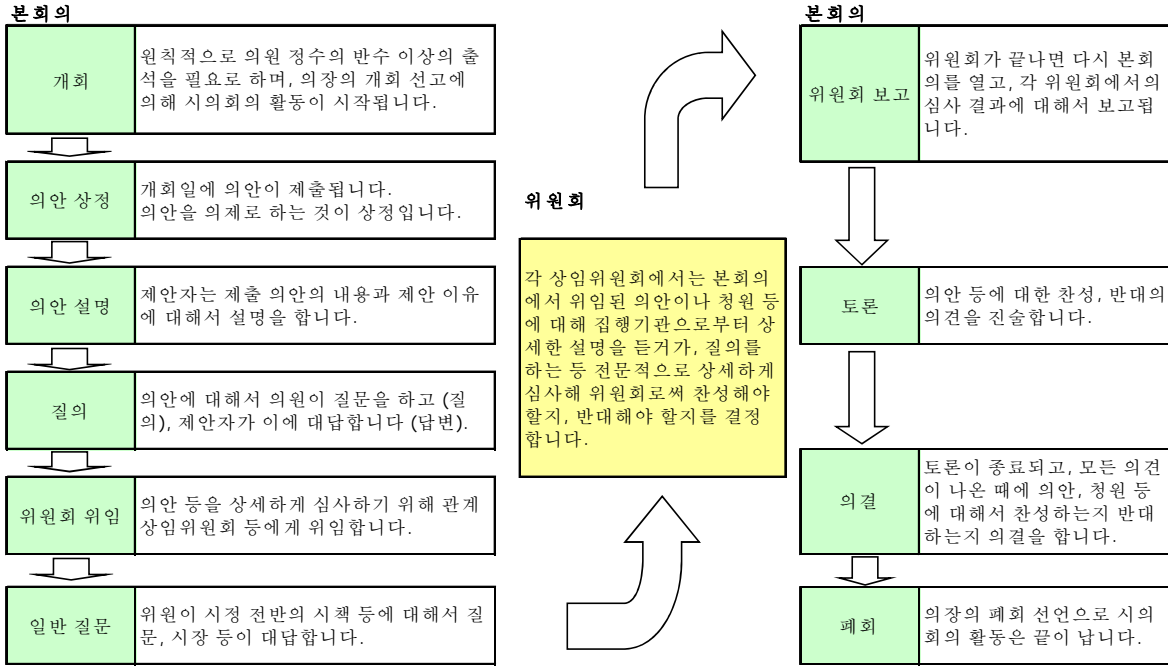 본회의
개회
원칙적으로 의원 정수의 반수 이상의 출
석을 필요로 하며, 의장의 개회 선고에
의해 시의회의 활동이 시작됩니다.
의안 상정
개회일에 의안이 제출됩니다.
의안을 의제로 하는 것이 상정입니다.
의안 설명
제안자는 제출 의안의 내용과 제안 이유
에 대해서 설명을 합니다.
질의
의안에 대해서 의원이 질문을 하고 (질
의), 제안자가 이에 대답합니다 (답변).
위원회 위임
의안 등을 상세하게 심사하기 위해 관계
상임위원회 등에게 위임합니다.
일반 질문
위원이 시정 전반의 시책 등에 대해서 질
문, 시장 등이 대답합니다.
위원회
각 상임위원회에서는 본회의
에서 위임된 의안이나 청원 등
에 대해 집행기관으로부터 상
세한 설명을 듣거가, 질의를
하는 등 전문적으로 상세하게
심사해 위원회로써 찬성해야
할지, 반대해야 할지를 결정
합니다.
본회의
위원회 보고
위원회가 끝나면 다시 본회
의를 열고, 각 위원회에서의
심사 결과에 대해서 보고됩
니다.
토론
의안 등에 대한 찬성, 반대의
의견을 진술합니다.
의결
토론이 종료되고, 모든 의견
이 나온 때에 의안, 청원 등
에 대해서 찬성하는지 반대
하는지 의결을 합니다.
폐회
의장의 폐회 선언으로 시의
회의 활동은 끝이 납니다.